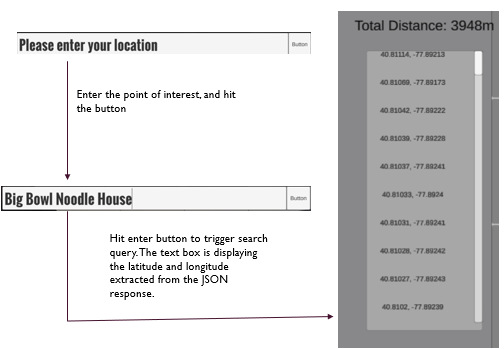 Please enter your location
Button
Enter the point of interest, and hit
the button
Big Bowl Noodle House
Button
Hit enter button to trigger search
query. The text box is displaying
the latitude and longitude
extracted from the JSON
response.
Total Distance: 3948m
40.81114, -77.89213
40.81089, -77.89173
40.81042, -77.89222
40.81039, -77.89228
40.81037, -77.89241
40.81033, -77.8924
40.81031, -77.89241
40.81028, -77.89242
40.81027, -77.89243
40.8102, -77.89239